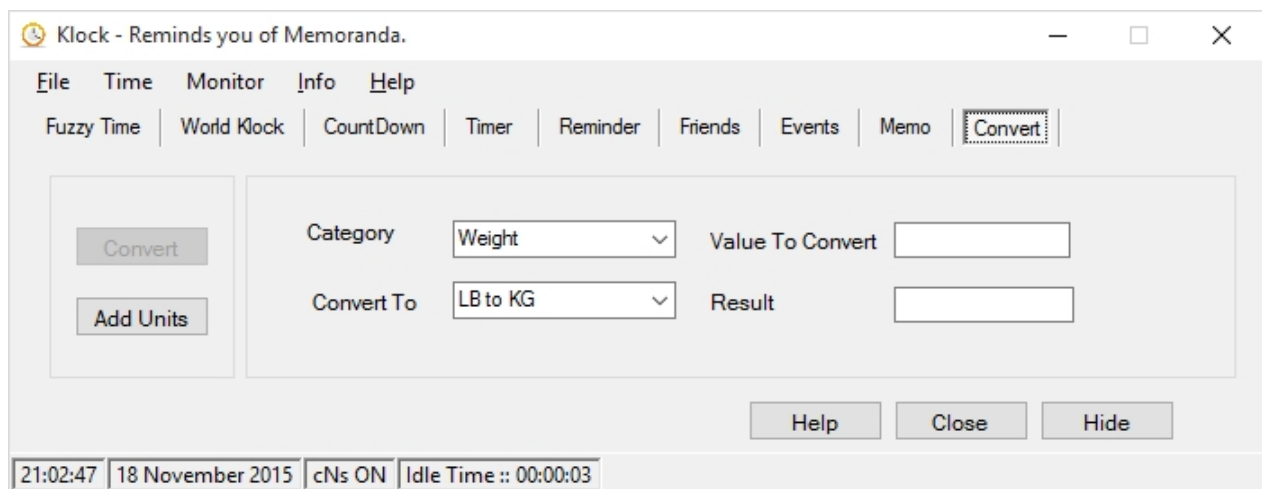 Klock - Reminds you of Memoranda.
File Time Monitor Info Help
Fuzzy Time World Klock CountDown Timer Reminder Friends Events Memo Convert
Convert Category Weight Value To Convert
Add Units Convert To LB to KG Result
Help Close Hide
21:02:47 18 November 2015 cNs ON Idle Time :: 00:00:03